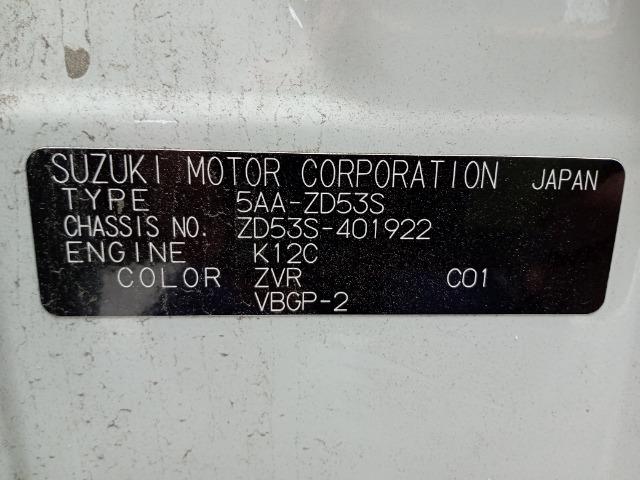 SUZUKI MOTOR CORPORATION JAPAN
TYPE 5AA-ZD53S
CHASSIS NO. ZD53S-401922
ENGINE K12C
COLOR ZVR C01
VBGP-2